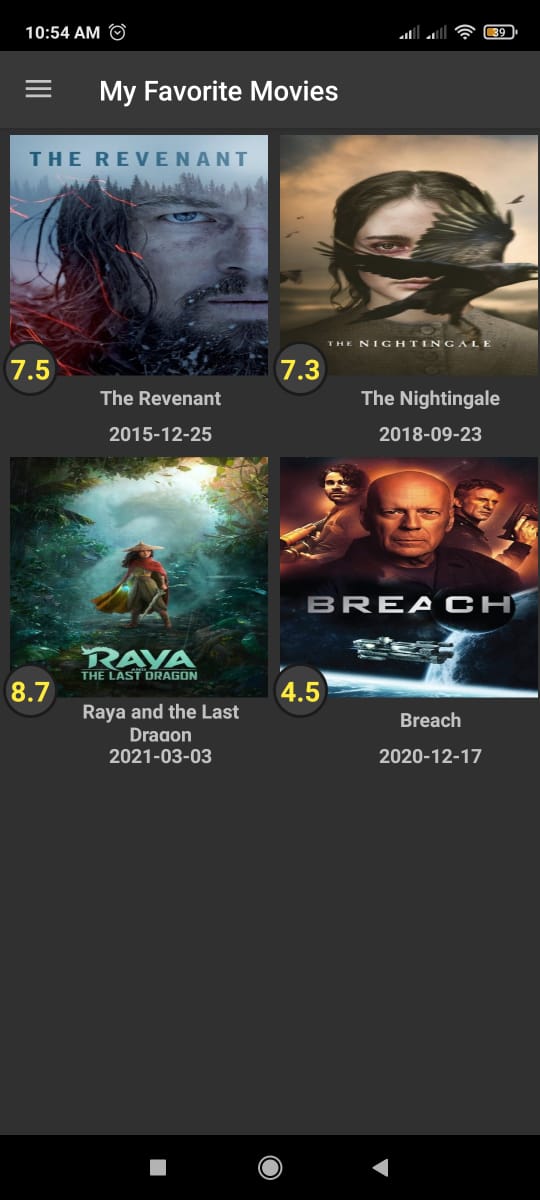 10:54 AM
39
My Favorite Movies
THE REVENANT
THE NIGHTINGALE
7.5
7.3
The Revenant
The Nightingale
2015-12-25
2018-09-23
RAYA
AND
THE LAST DRAGON
BREACH
8.7
4.5
Raya and the Last
Dragon
Breach
2021-03-03
2020-12-17